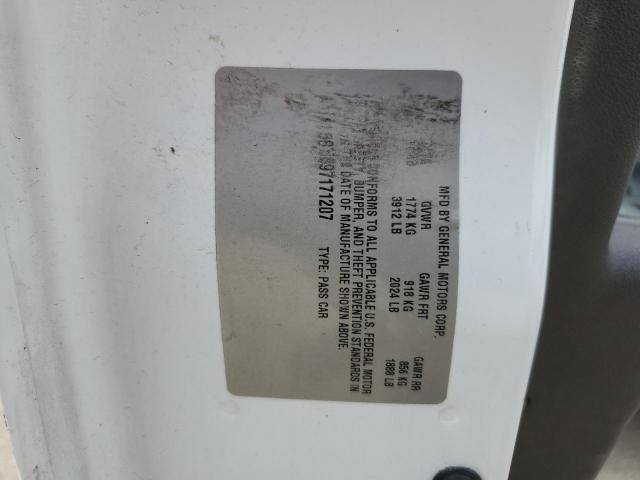 MFD BY GENERAL MOTORS CORP.
GVWR GAWR FRT GAWR RR
1774 KG 918 KG 856 KG
3912 LB 2024 LB 1888 LB
CONFORMS TO ALL APPLICABLE U.S. FEDERAL MOTOR
BUMPER, AND THEFT PREVENTION STANDARDS IN
DATE OF MANUFACTURE SHOWN ABOVE.
97171207 TYPE: PASS CAR